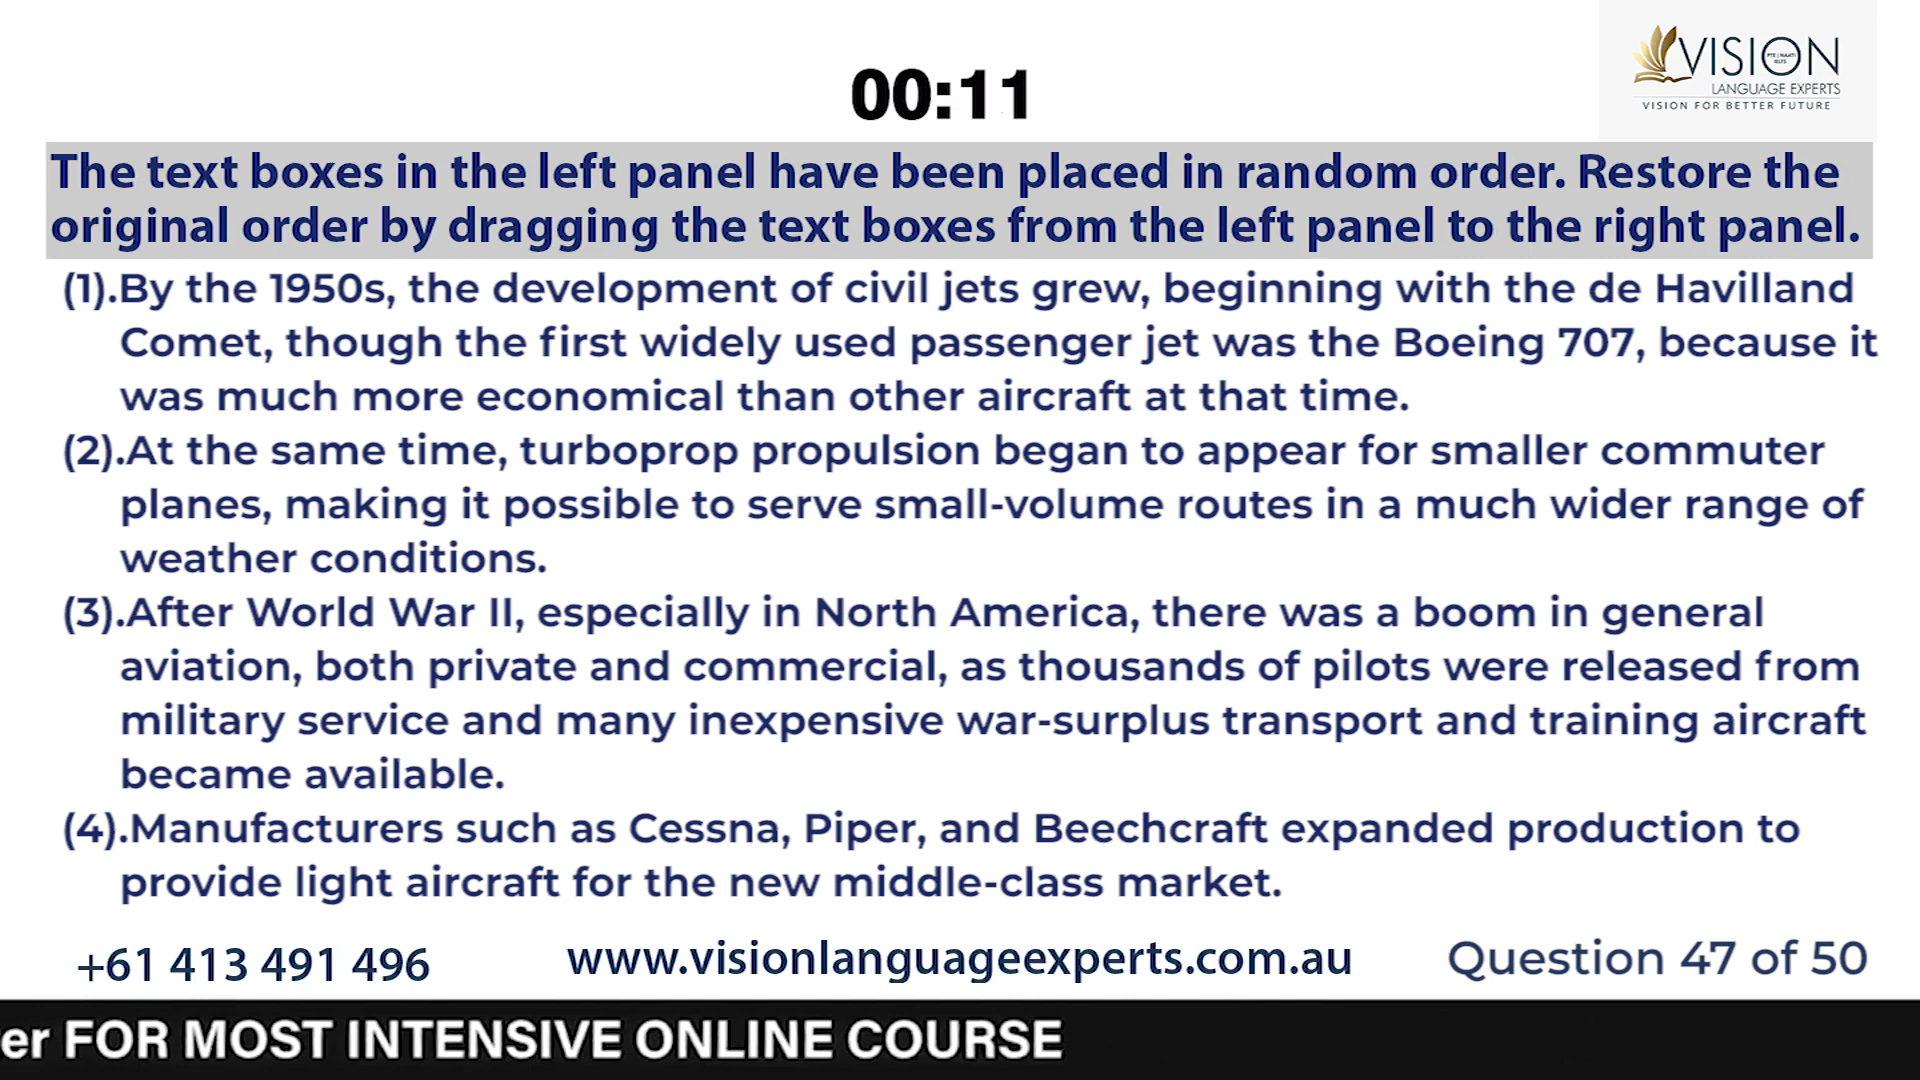 VISION
PTE | NAATI
IELTS
LANGUAGE EXPERTS
VISION FOR BETTER FUTURE
00:11
The text boxes in the left panel have been placed in random order. Restore the
original order by dragging the text boxes from the left panel to the right panel.
(1).By the 1950s, the development of civil jets grew, beginning with the de Havilland
Comet, though the first widely used passenger jet was the Boeing 707, because it
was much more economical than other aircraft at that time.
(2).At the same time, turboprop propulsion began to appear for smaller commuter
planes, making it possible to serve small-volume routes in a much wider range of
weather conditions.
(3).After World War II, especially in North America, there was a boom in general
aviation, both private and commercial, as thousands of pilots were released from
military service and many inexpensive war-surplus transport and training aircraft
became available.
(4).Manufacturers such as Cessna, Piper, and Beechcraft expanded production to
provide light aircraft for the new middle-class market.
+61 413 491 496
www.visionlanguageexperts.com.au
Question 47 of 50
er FOR MOST INTENSIVE ONLINE COURSE